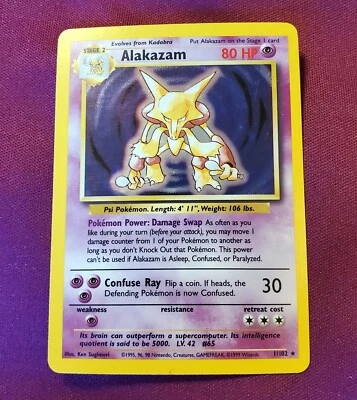 STAGE 2 Evolves from Kadabra Put Alakazam on the Stage 1 card
Alakazam 80 HP
Psi Pokémon. Length: 4' 11", Weight: 106 lbs.
Pokémon Power: Damage Swap As often as you
like during your turn (before your attack), you may move 1
damage counter from 1 of your Pokémon to another as
long as you don't Knock Out that Pokémon. This power
can't be used if Alakazam is Asleep, Confused, or Paralyzed.
Confuse Ray Flip a coin. If heads, the
Defending Pokémon is now Confused.
30
weakness resistance retreat cost
Its brain can outperform a supercomputer. Its intelligence
quotient is said to be 5000. LV. 42 #65
Illus. Ken Sugimori ©1995, 96, 98 Nintendo, Creatures, GAMEFREAK. ©1999 Wizards. 1/102 ★